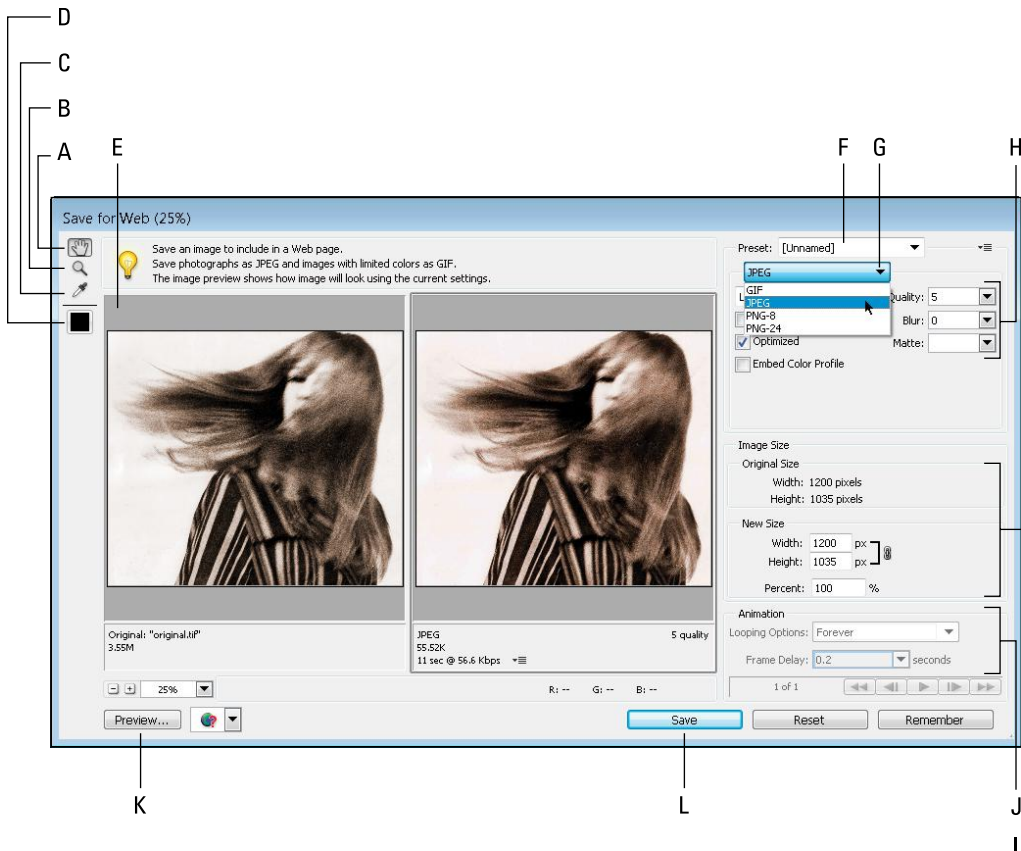 D
C
B
A
E
F
G
H
Save for Web (25%)
Save an image to include in a Web page.
Save photographs as JPEG and images with limited colors as GIF.
The image preview shows how image will look using the current settings.
Preset: [Unnamed]
JPEG
GIF
JPEG
PNG-8
PNG-24
L
Quality: 5
Blur: 0
Optimized
Matte:
Embed Color Profile
Image Size
Original Size
Width: 1200 pixels
Height: 1035 pixels
New Size
Width: 1200 px
Height: 1035 px
Percent: 100 %
Animation
Looping Options: Forever
Frame Delay: 0.2 seconds
1 of 1
Original: "original.tif"
3.55M
JPEG
5 quality
55.52K
11 sec @ 56.6 Kbps
25%
R: -- G: -- B: --
Preview...
Save
Reset
Remember
K
L
J
I